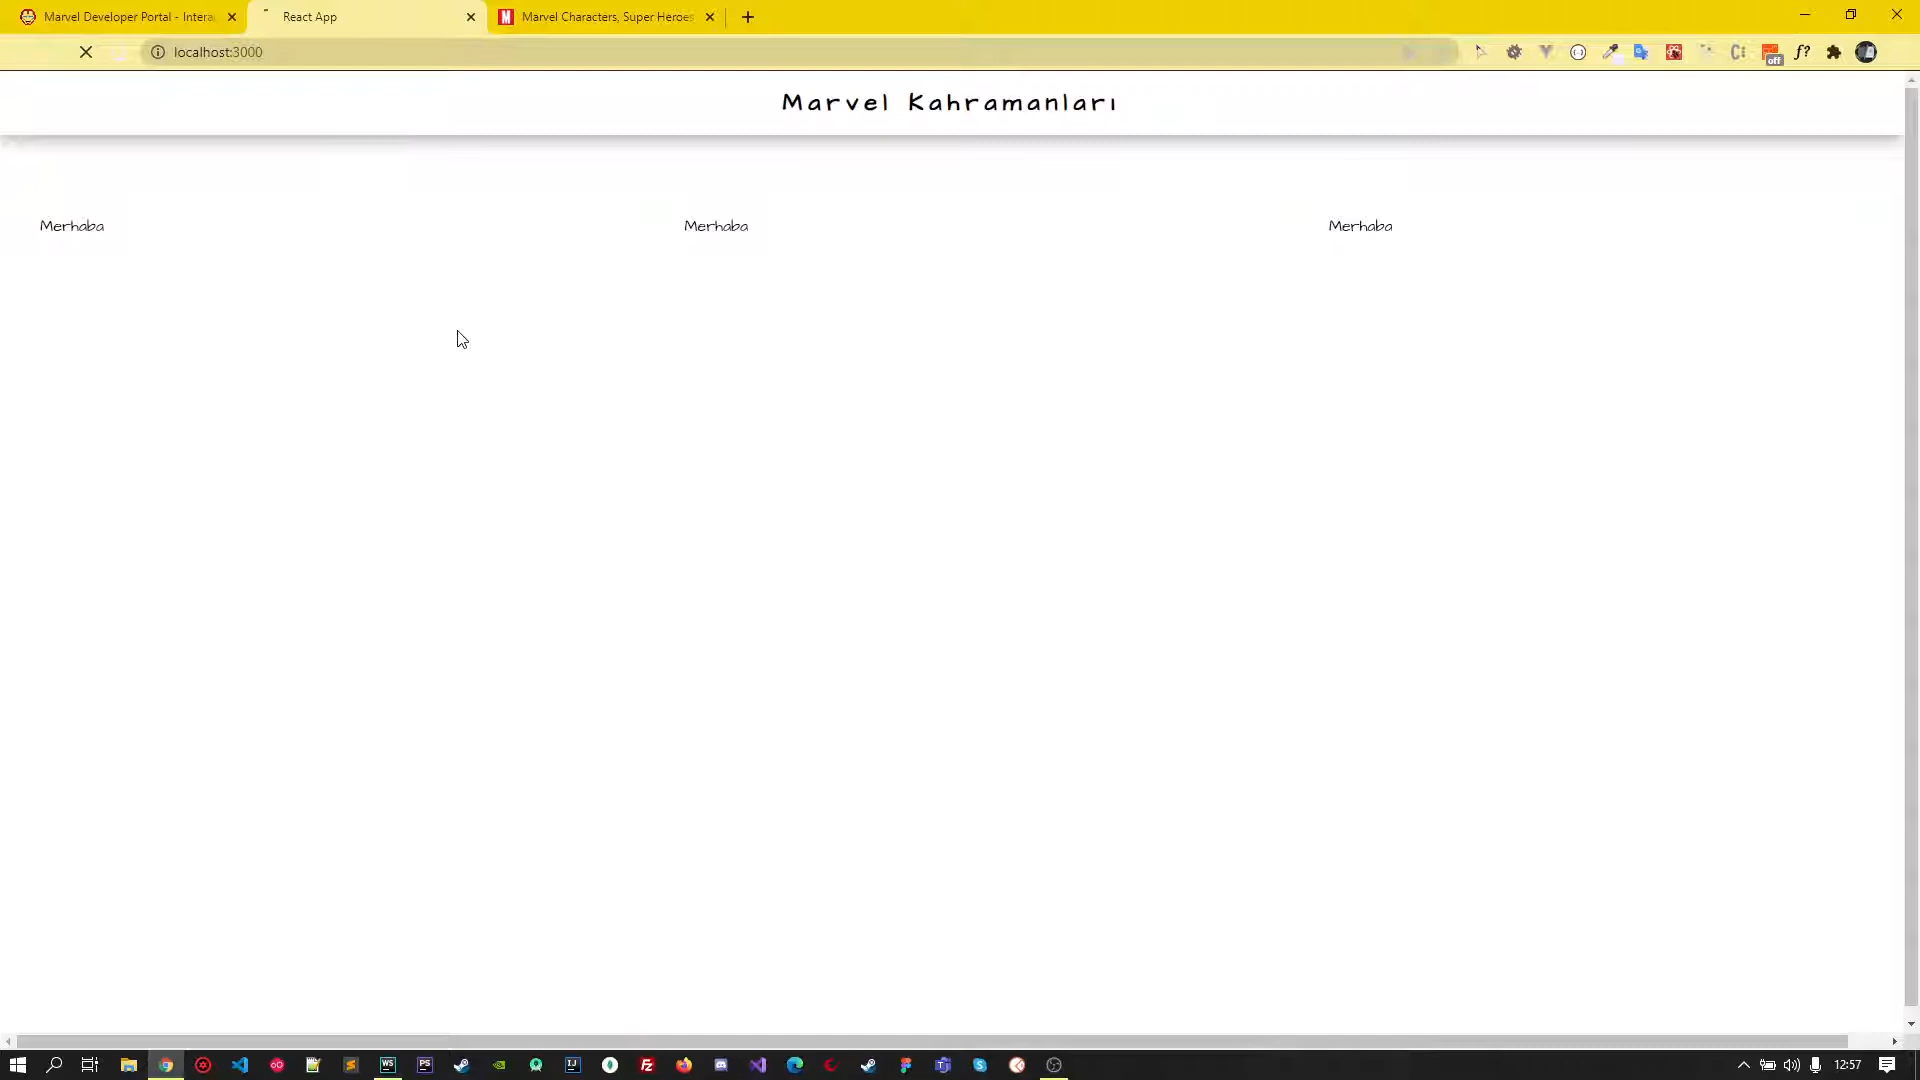 Marvel Developer Portal - Intera
React App
Marvel Characters, Super Heroes
localhost:3000
off
f?
Marvel Kahramanları
Merhaba Merhaba Merhaba
12:57